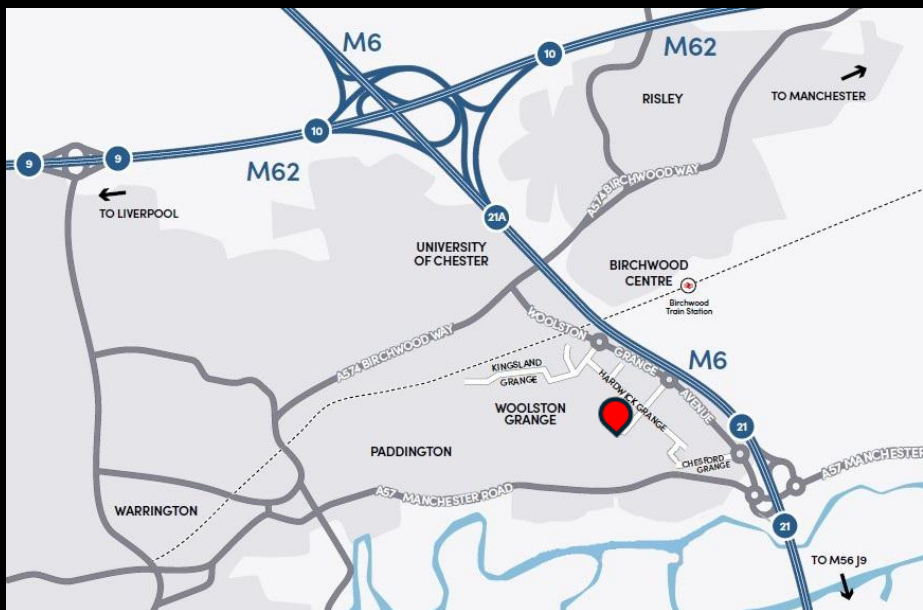 M6
M62
10
RISLEY
TO MANCHESTER
10
9
9
M62
A574 BIRCHWOOD WAY
TO LIVERPOOL
21A
UNIVERSITY
OF CHESTER
BIRCHWOOD
CENTRE
Birchwood
Train Station
WOOLSTON
GRANGE
AVENUE
A574 BIRCHWOOD WAY
M6
KINGSLAND
GRANGE
HARDWICK GRANGE
WOOLSTON
GRANGE
21
PADDINGTON
CHESFORD
GRANGE
A57 MANCHESTER
A57 MANCHESTER ROAD
WARRINGTON
21
TO M56 J9